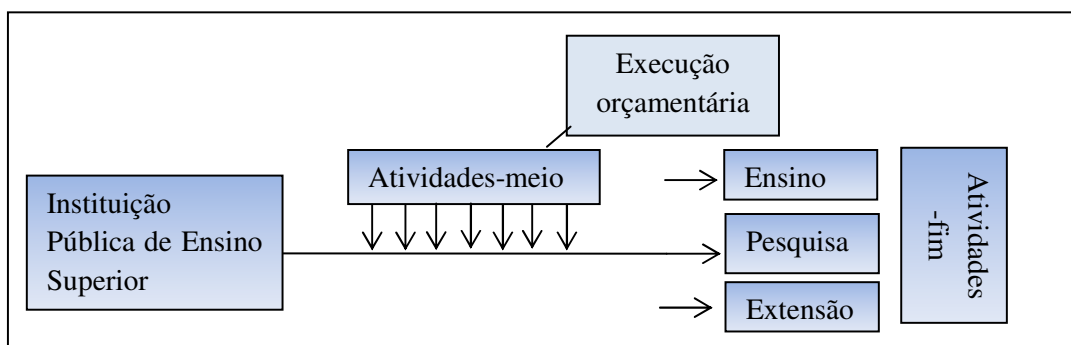 Execução
orçamentária
Atividades-meio
Instituição
Pública de Ensino
Superior
Ensino
Pesquisa
Extensão
Atividades
-fim